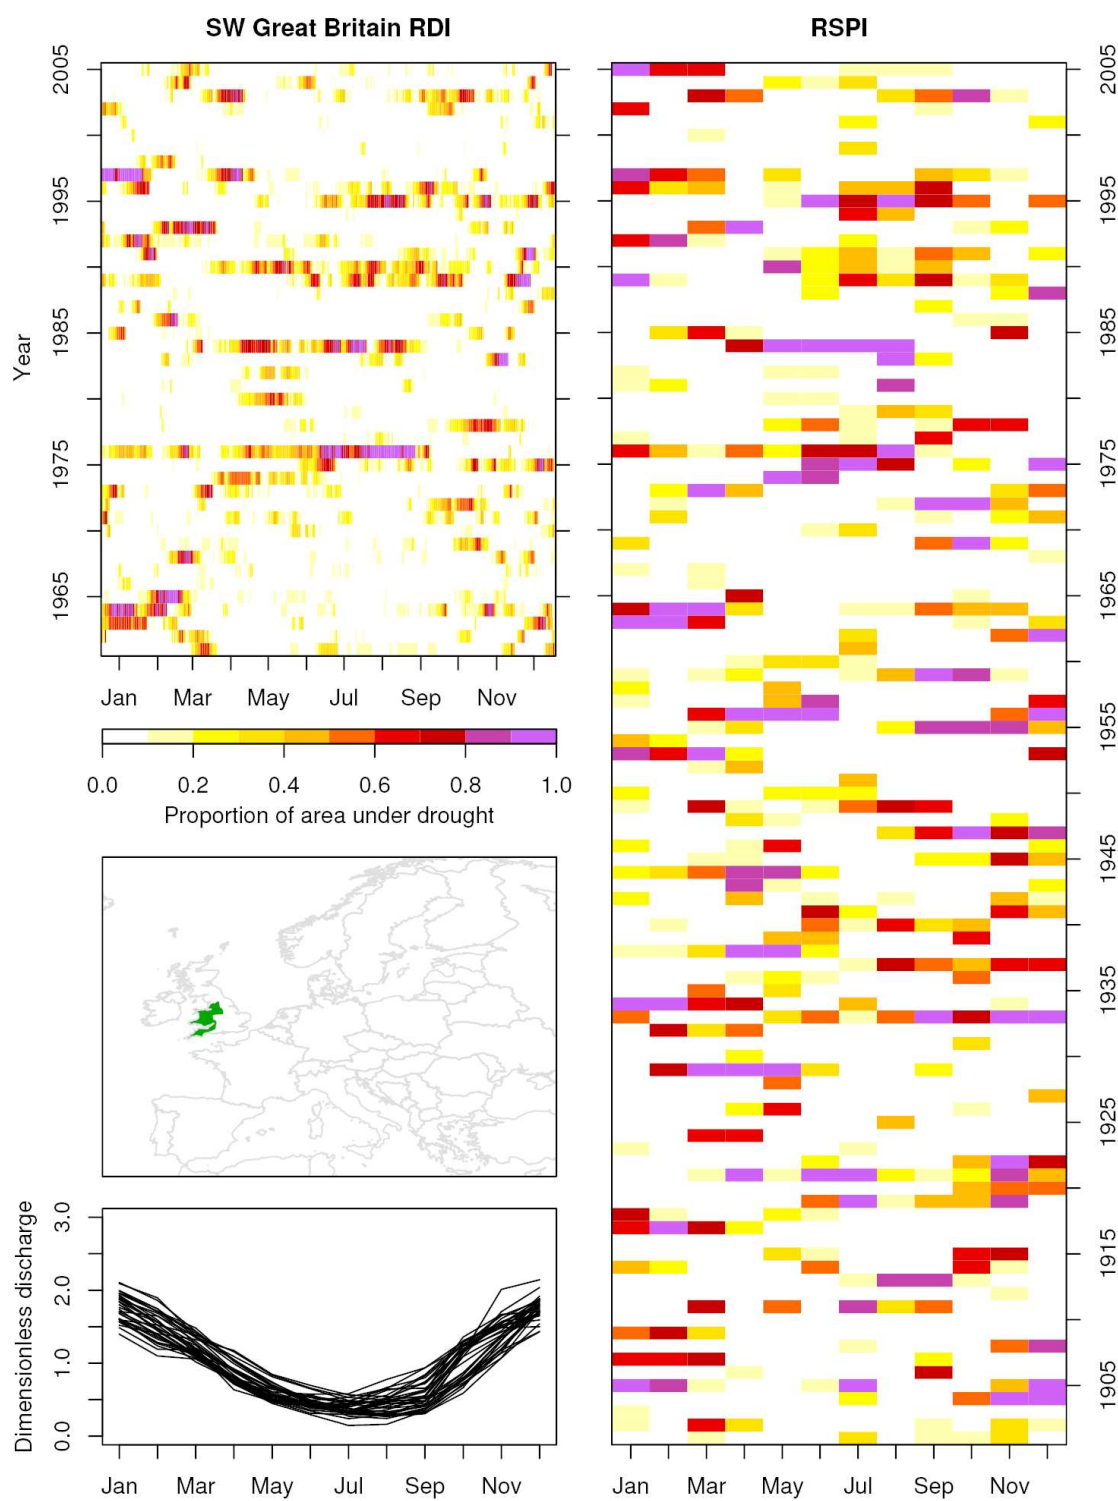 SW Great Britain RDI
Year
2005
1995
1985
1975
1965
Jan Mar May Jul Sep Nov
0.0 0.2 0.4 0.6 0.8 1.0
Proportion of area under drought
Dimensionless discharge
3.0
2.0
1.0
0.0
Jan Mar May Jul Sep Nov
RSPI
2005
1995
1985
1975
1965
1955
1945
1935
1925
1915
1905
Jan Mar May Jul Sep Nov